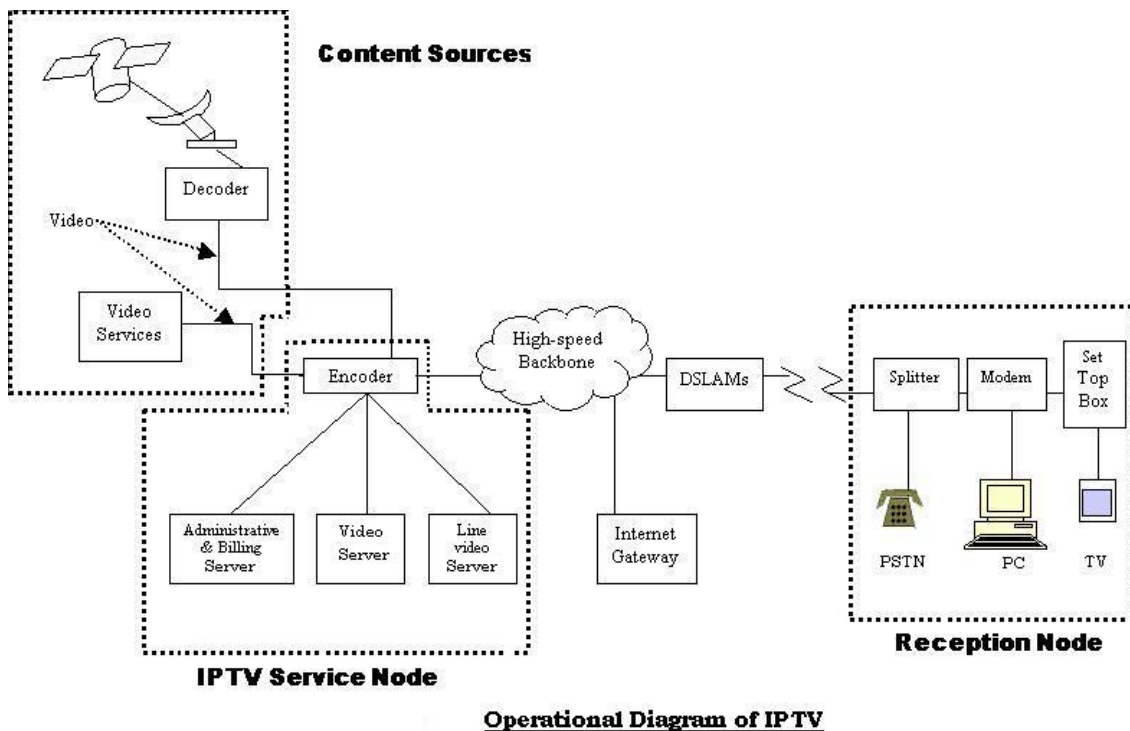 Content Sources
Decoder
Video
Video
Services
Encoder
High-speed
Backbone
DSLAMs
Splitter
Modem
Set
Top
Box
Administrative
& Billing
Server
Video
Server
Line
video
Server
Internet
Gateway
PSTN
PC
TV
Reception Node
IPTV Service Node
Operational Diagram of IPTV